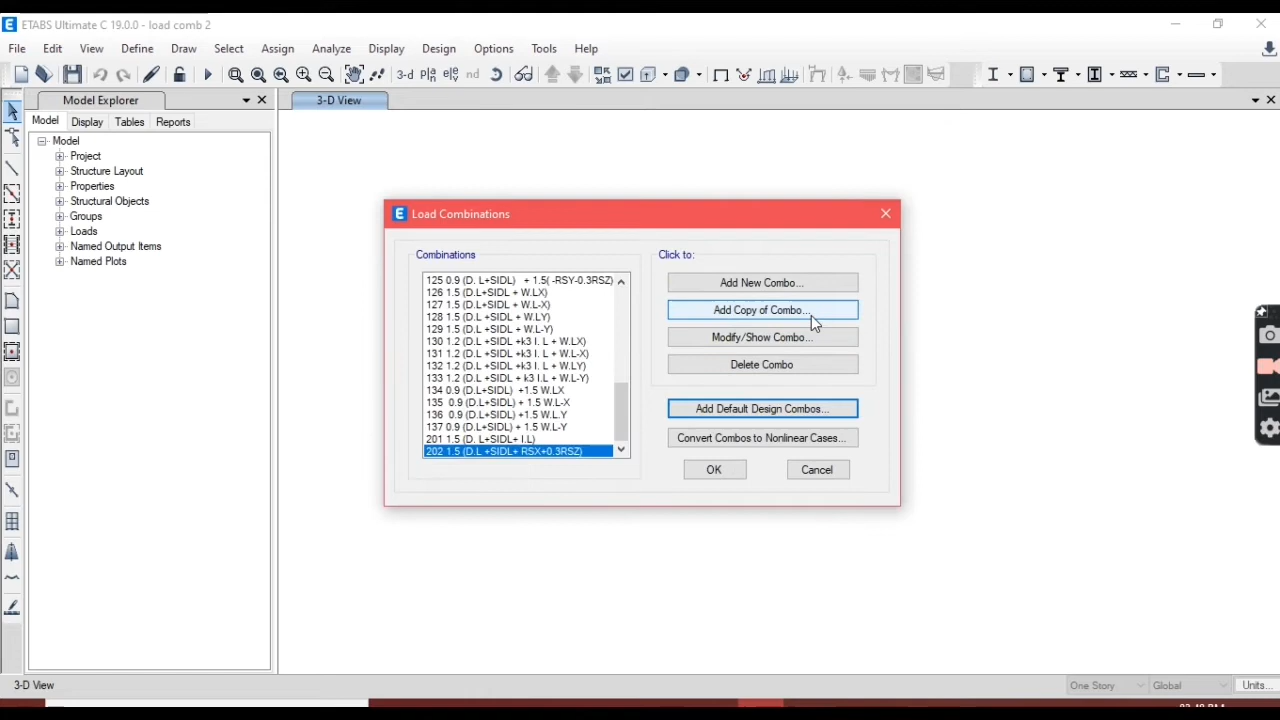 ETABS Ultimate C 19.0.0 - load comb 2
File Edit View Define Draw Select Assign Analyze Display Design Options Tools Help
3-d
nd
Model Explorer
3-D View
Model Display Tables Reports
Model
Project
Structure Layout
Properties
Structural Objects
Groups
Loads
Named Output Items
Named Plots
Load Combinations
Combinations
125 0.9 (D. L+SIDL) + 1.5( -RSY-0.3RSZ)
126 1.5 (D.L+SIDL + W.LX)
127 1.5 (D.L+SIDL + W.L-X)
128 1.5 (D.L+SIDL + W.LY)
129 1.5 (D.L+SIDL + W.L-Y)
130 1.2 (D.L +SIDL +k3 I. L + W.LX)
131 1.2 (D.L +SIDL +k3 I. L + W.L-X)
132 1.2 (D.L +SIDL +k3 I. L + W.LY)
133 1.2 (D.L +SIDL + k3 I.L + W.L-Y)
134 0.9 (D.L+SIDL) +1.5 W.LX
135 0.9 (D.L+SIDL) + 1.5 W.L-X
136 0.9 (D.L+SIDL) +1.5 W.L.Y
137 0.9 (D.L+SIDL) + 1.5 W.L-Y
201 1.5 (D. L+SIDL+ I.L)
202 1.5 (D.L +SIDL+ RSX+0.3RSZ)
Click to:
Add New Combo...
Add Copy of Combo...
Modify/Show Combo...
Delete Combo
Add Default Design Combos...
Convert Combos to Nonlinear Cases...
OK Cancel
3-D View
One Story Global Units...